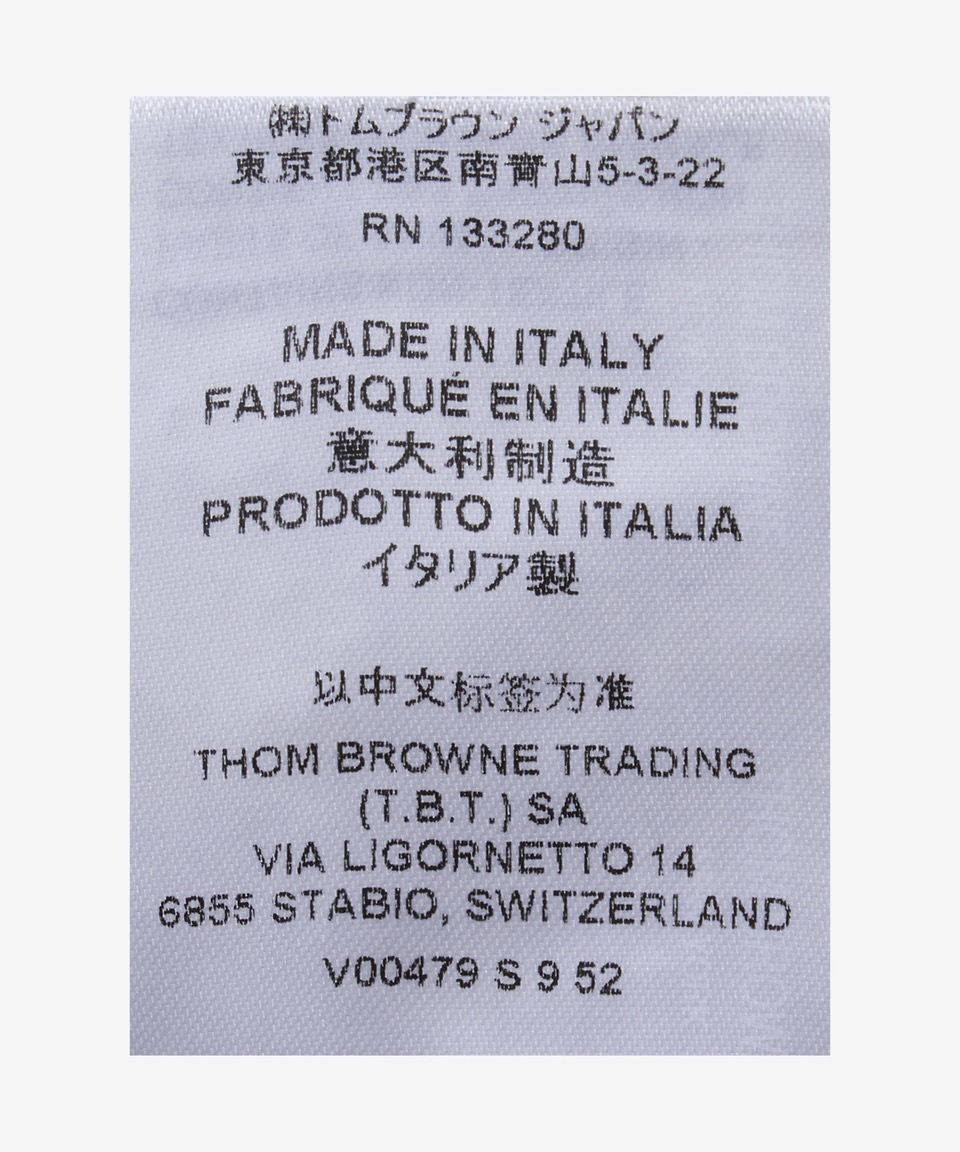 ㈱トムブラウン ジャパン
東京都港区南青山5-3-22
RN 133280
MADE IN ITALY
FABRIQUÉ EN ITALIE
意大利制造
PRODOTTO IN ITALIA
イタリア製
以中文标签为准
THOM BROWNE TRADING
(T.B.T.) SA
VIA LIGORNETTO 14
6855 STABIO, SWITZERLAND
V00479 S 9 52